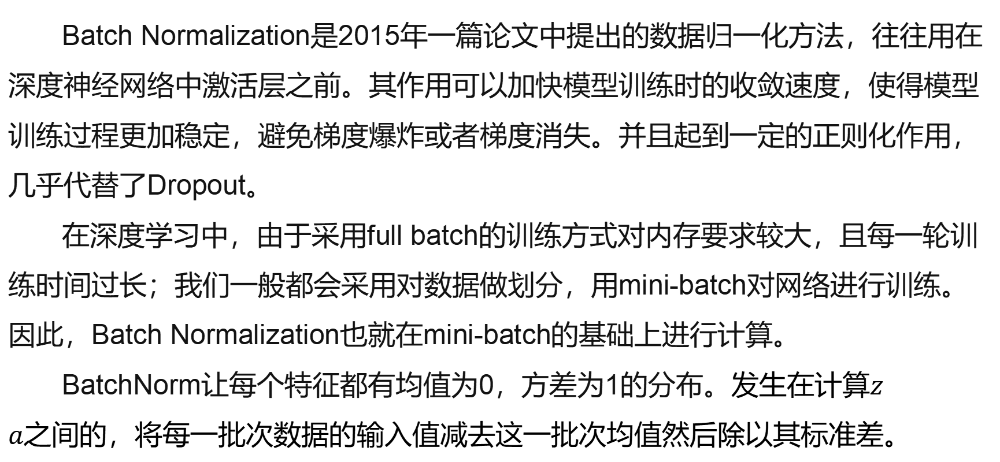 Batch Normalization是2015年一篇论文中提出的数据归一化方法，往往用在
深度神经网络中激活层之前。其作用可以加快模型训练时的收敛速度，使得模型
训练过程更加稳定，避免梯度爆炸或者梯度消失。并且起到一定的正则化作用，
几乎代替了Dropout。
在深度学习中，由于采用full batch的训练方式对内存要求较大，且每一轮训
练时间过长；我们一般都会采用对数据做划分，用mini-batch对网络进行训练。
因此，Batch Normalization也就在mini-batch的基础上进行计算。
BatchNorm让每个特征都有均值为0，方差为1的分布。发生在计算z
a之间的，将每一批次数据的输入值减去这一批次均值然后除以其标准差。